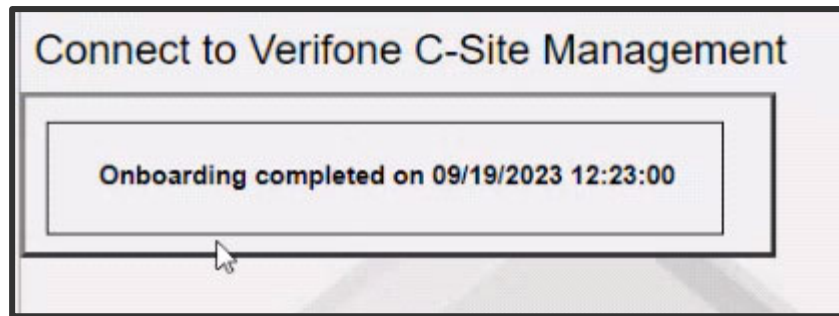 Connect to Verifone C-Site Management
Onboarding completed on 09/19/2023 12:23:00